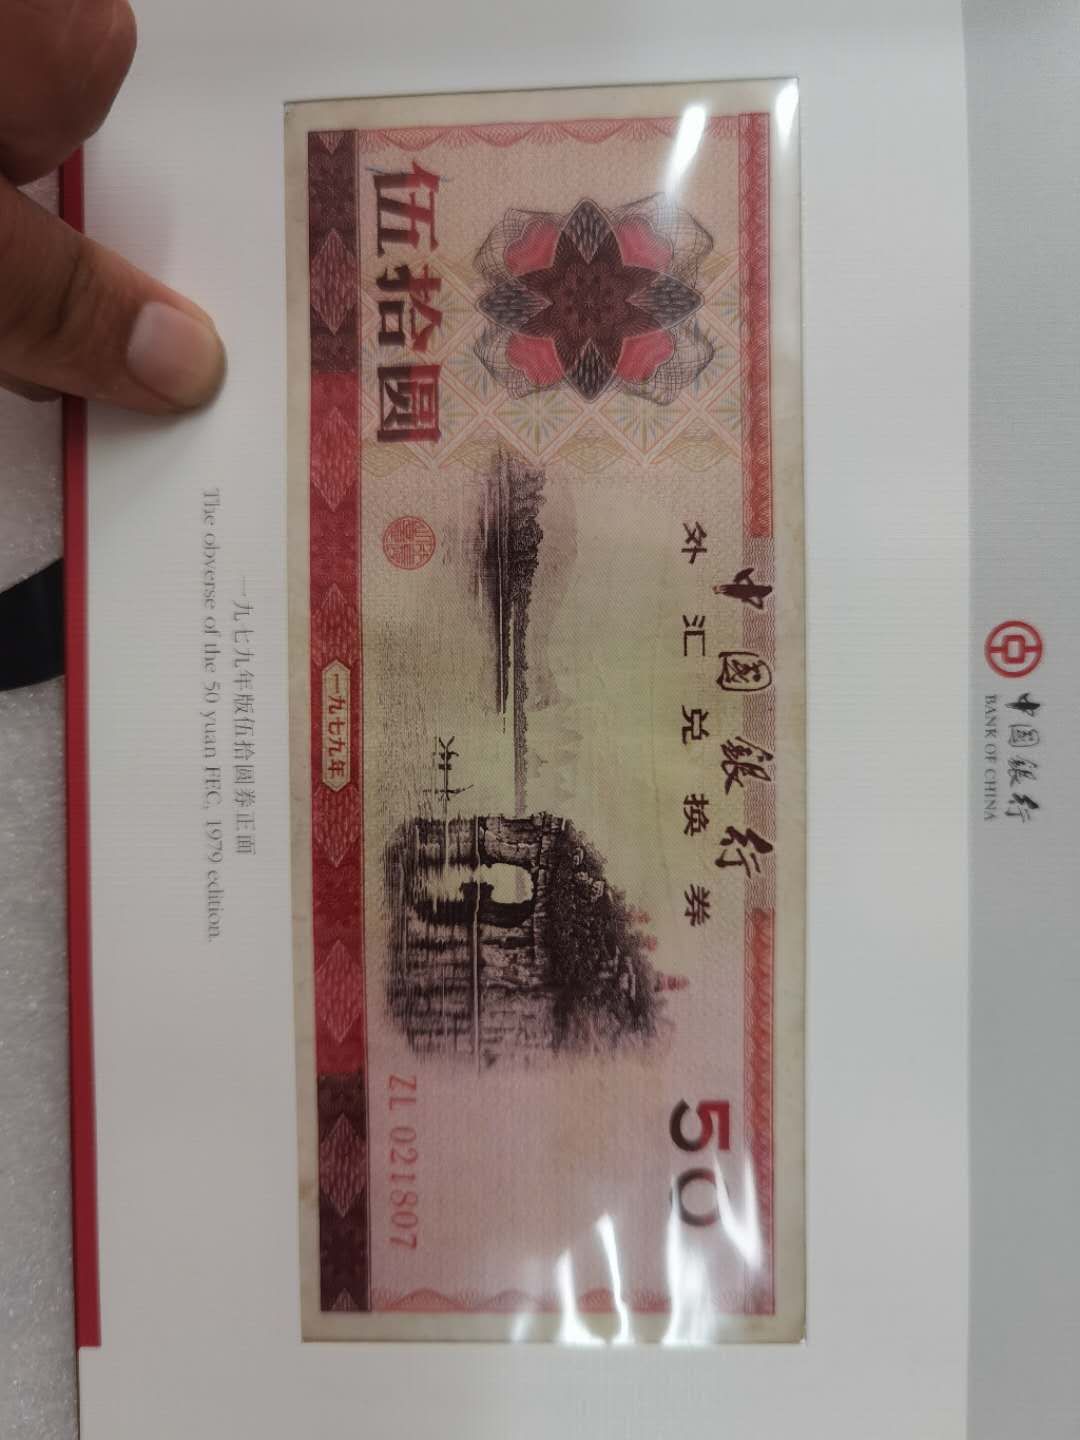 中国银行
BANK OF CHINA
中國銀行
外汇兑换券
伍拾圆
50
ZL 021807
一九七九年
一九七九年版伍拾圆券正面
The obverse of the 50 yuan FEC, 1979 edition.